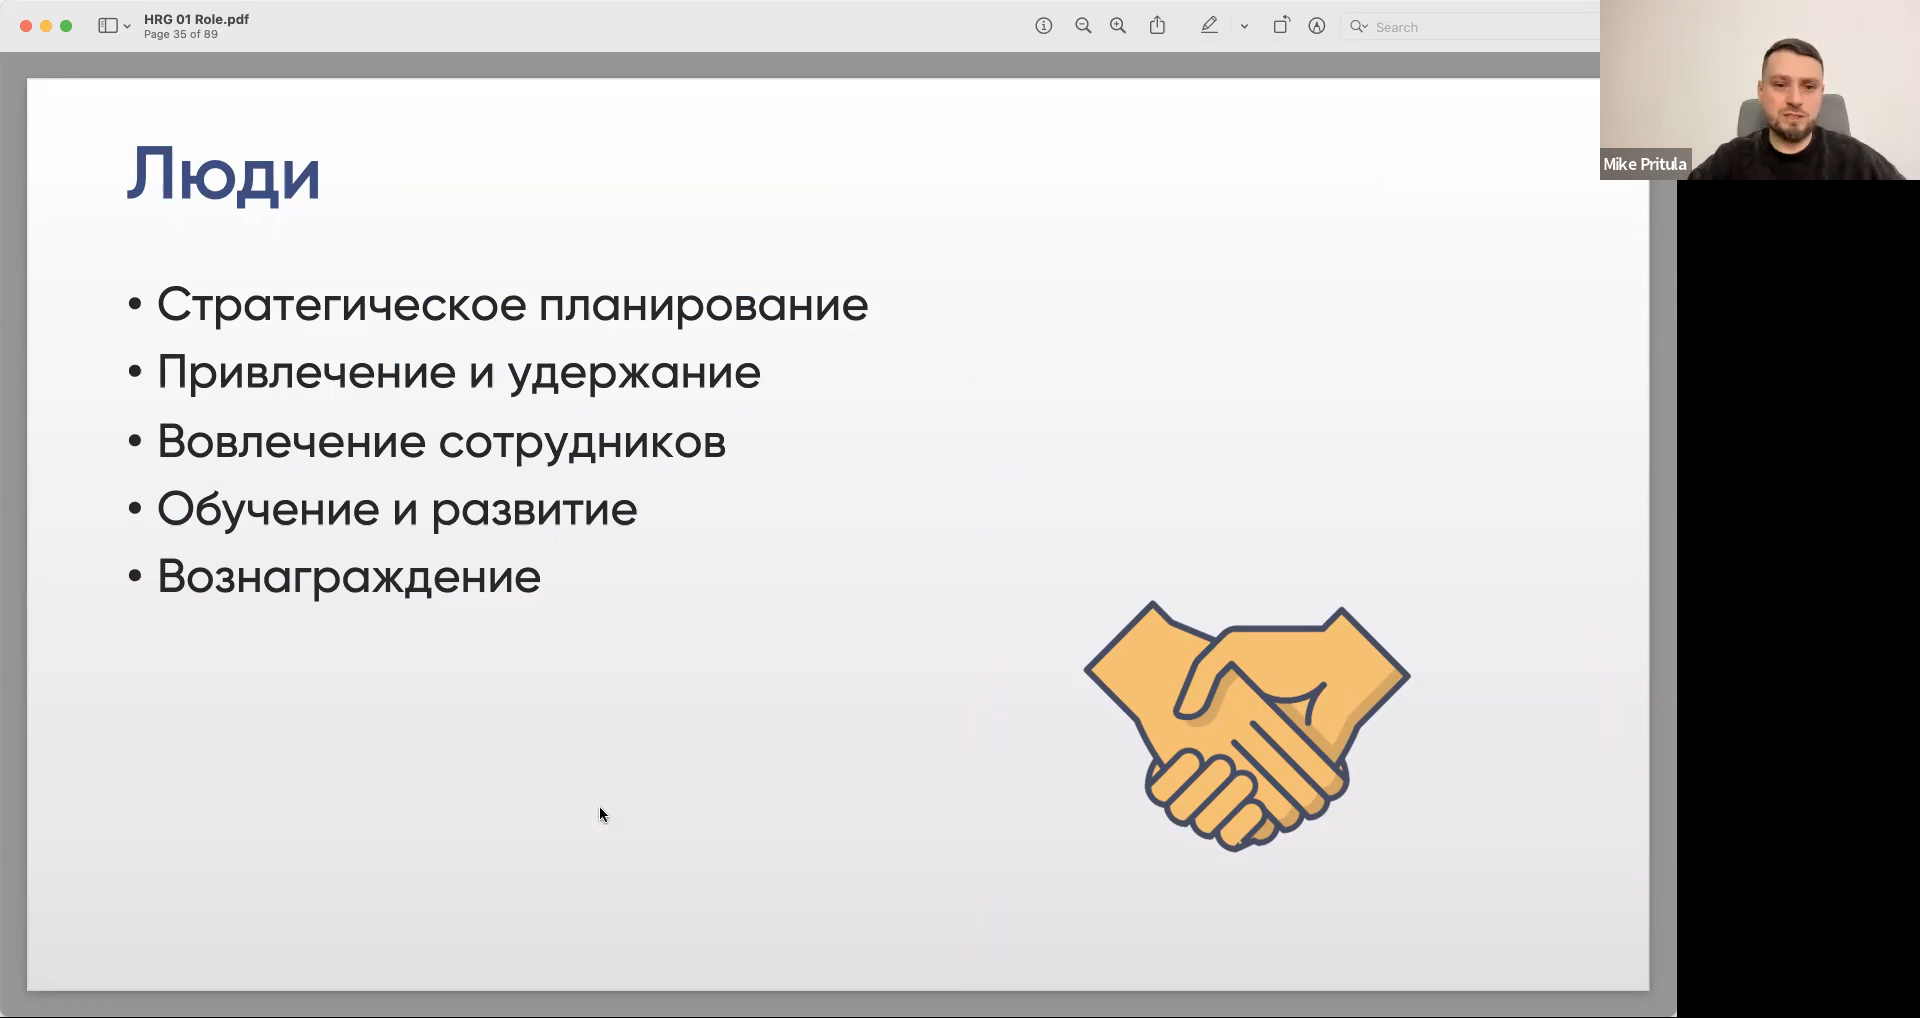 HRG 01 Role.pdf
Page 35 of 89
Search
Mike Pritula
Люди
• Стратегическое планирование
• Привлечение и удержание
• Вовлечение сотрудников
• Обучение и развитие
• Вознаграждение